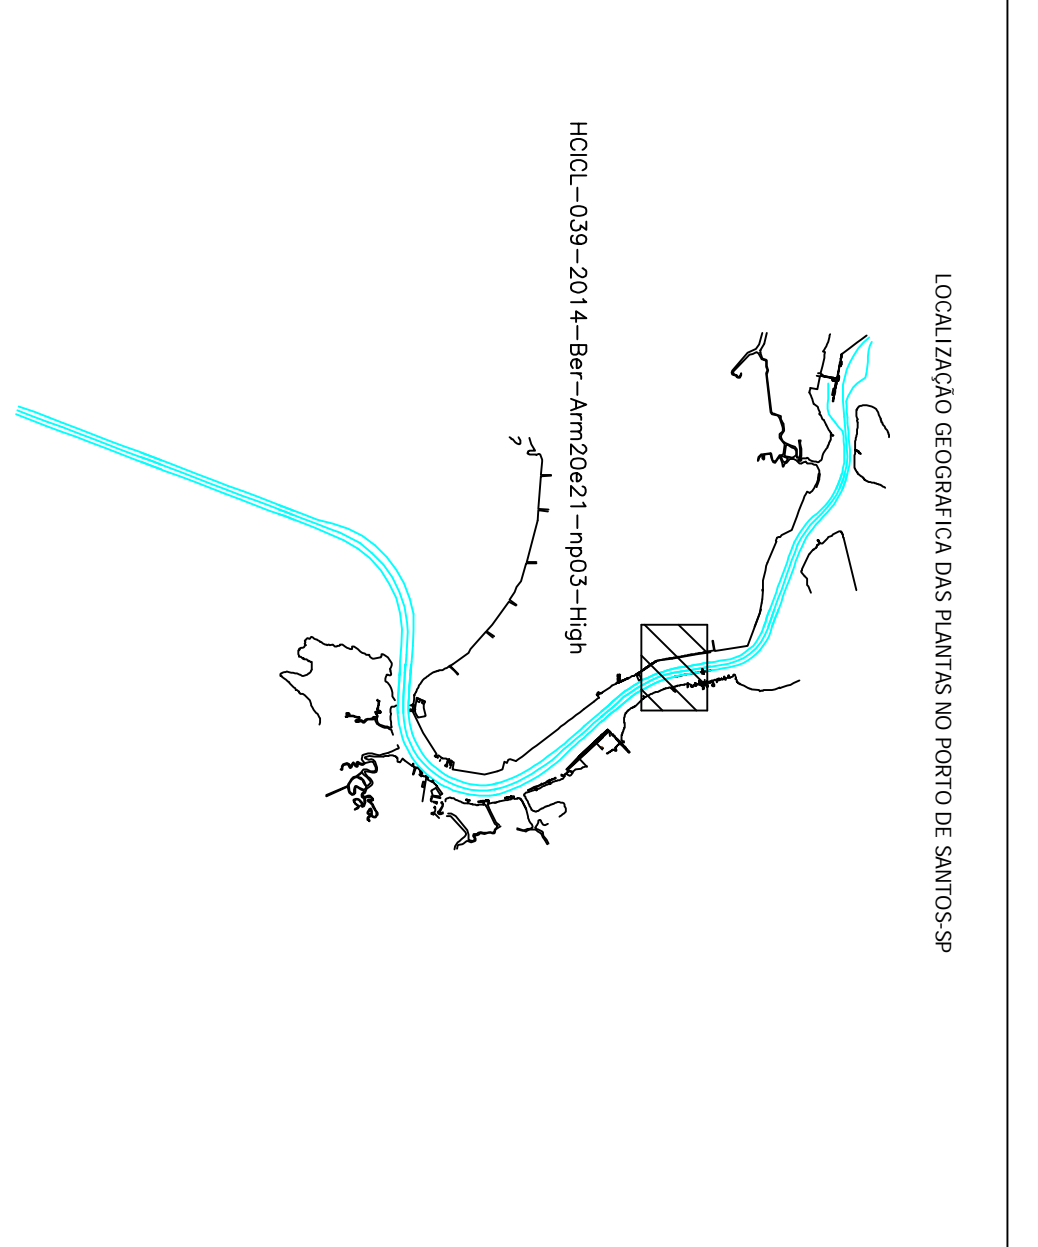 LOCALIZAÇÃO GEOGRAFICA DAS PLANTAS NO PORTO DE SANTOS-SP
HCICL-039-2014-Ber-Arm20e21-np03-High